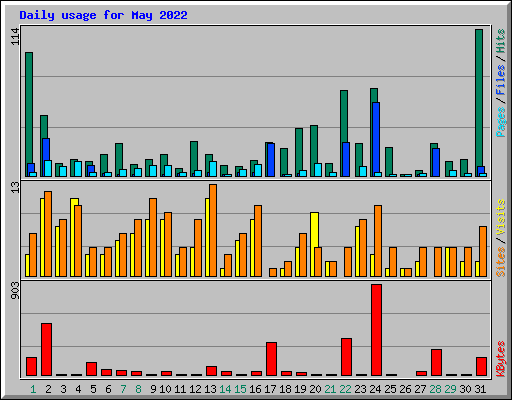 Daily usage for May 2022
114
Pages / Files / Hits
13
Sites / Visits
903
KBytes
1 2 3 4 5 6 7 8 9 10 11 12 13 14 15 16 17 18 19 20 21 22 23 24 25 26 27 28 29 30 31